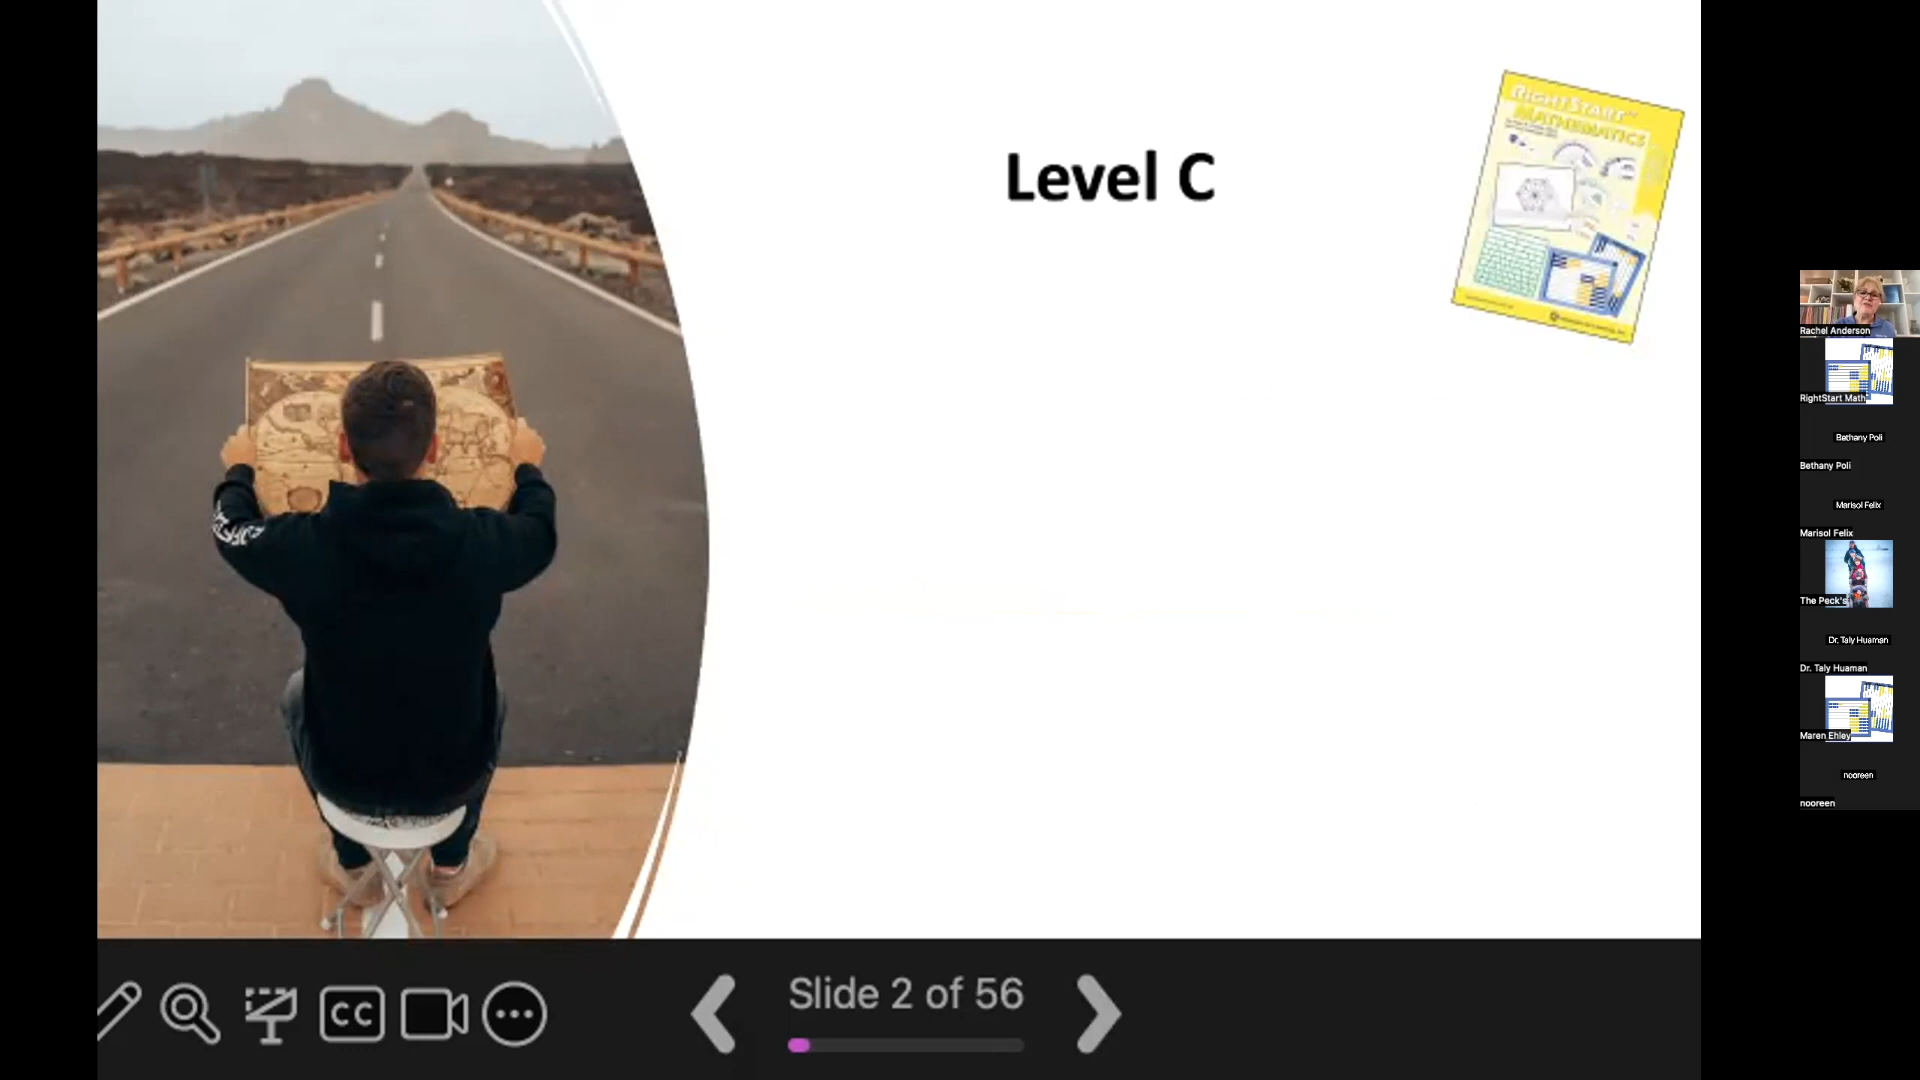 Level C
RIGHTSTART™
MATHEMATICS
CC
Slide 2 of 56
Rachel Anderson
RightStart Math
Bethany Poli
Bethany Poli
Marisol Felix
Marisol Felix
The Peck's
Dr. Taly Huaman
Dr. Taly Huaman
Maren Ehley
nooreen
nooreen